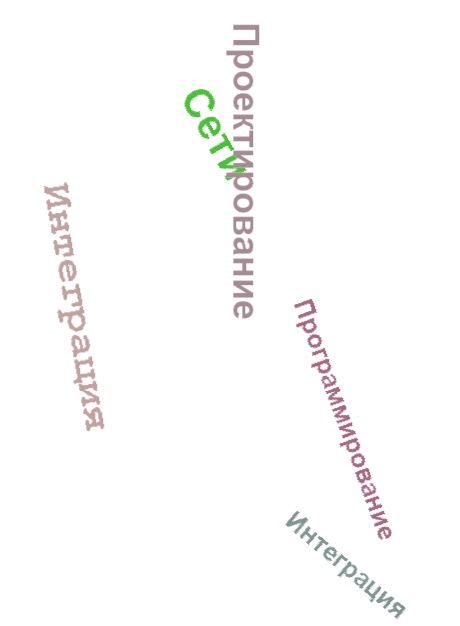 Проектирование
Сети
Интеграция
Программирование
Интеграция